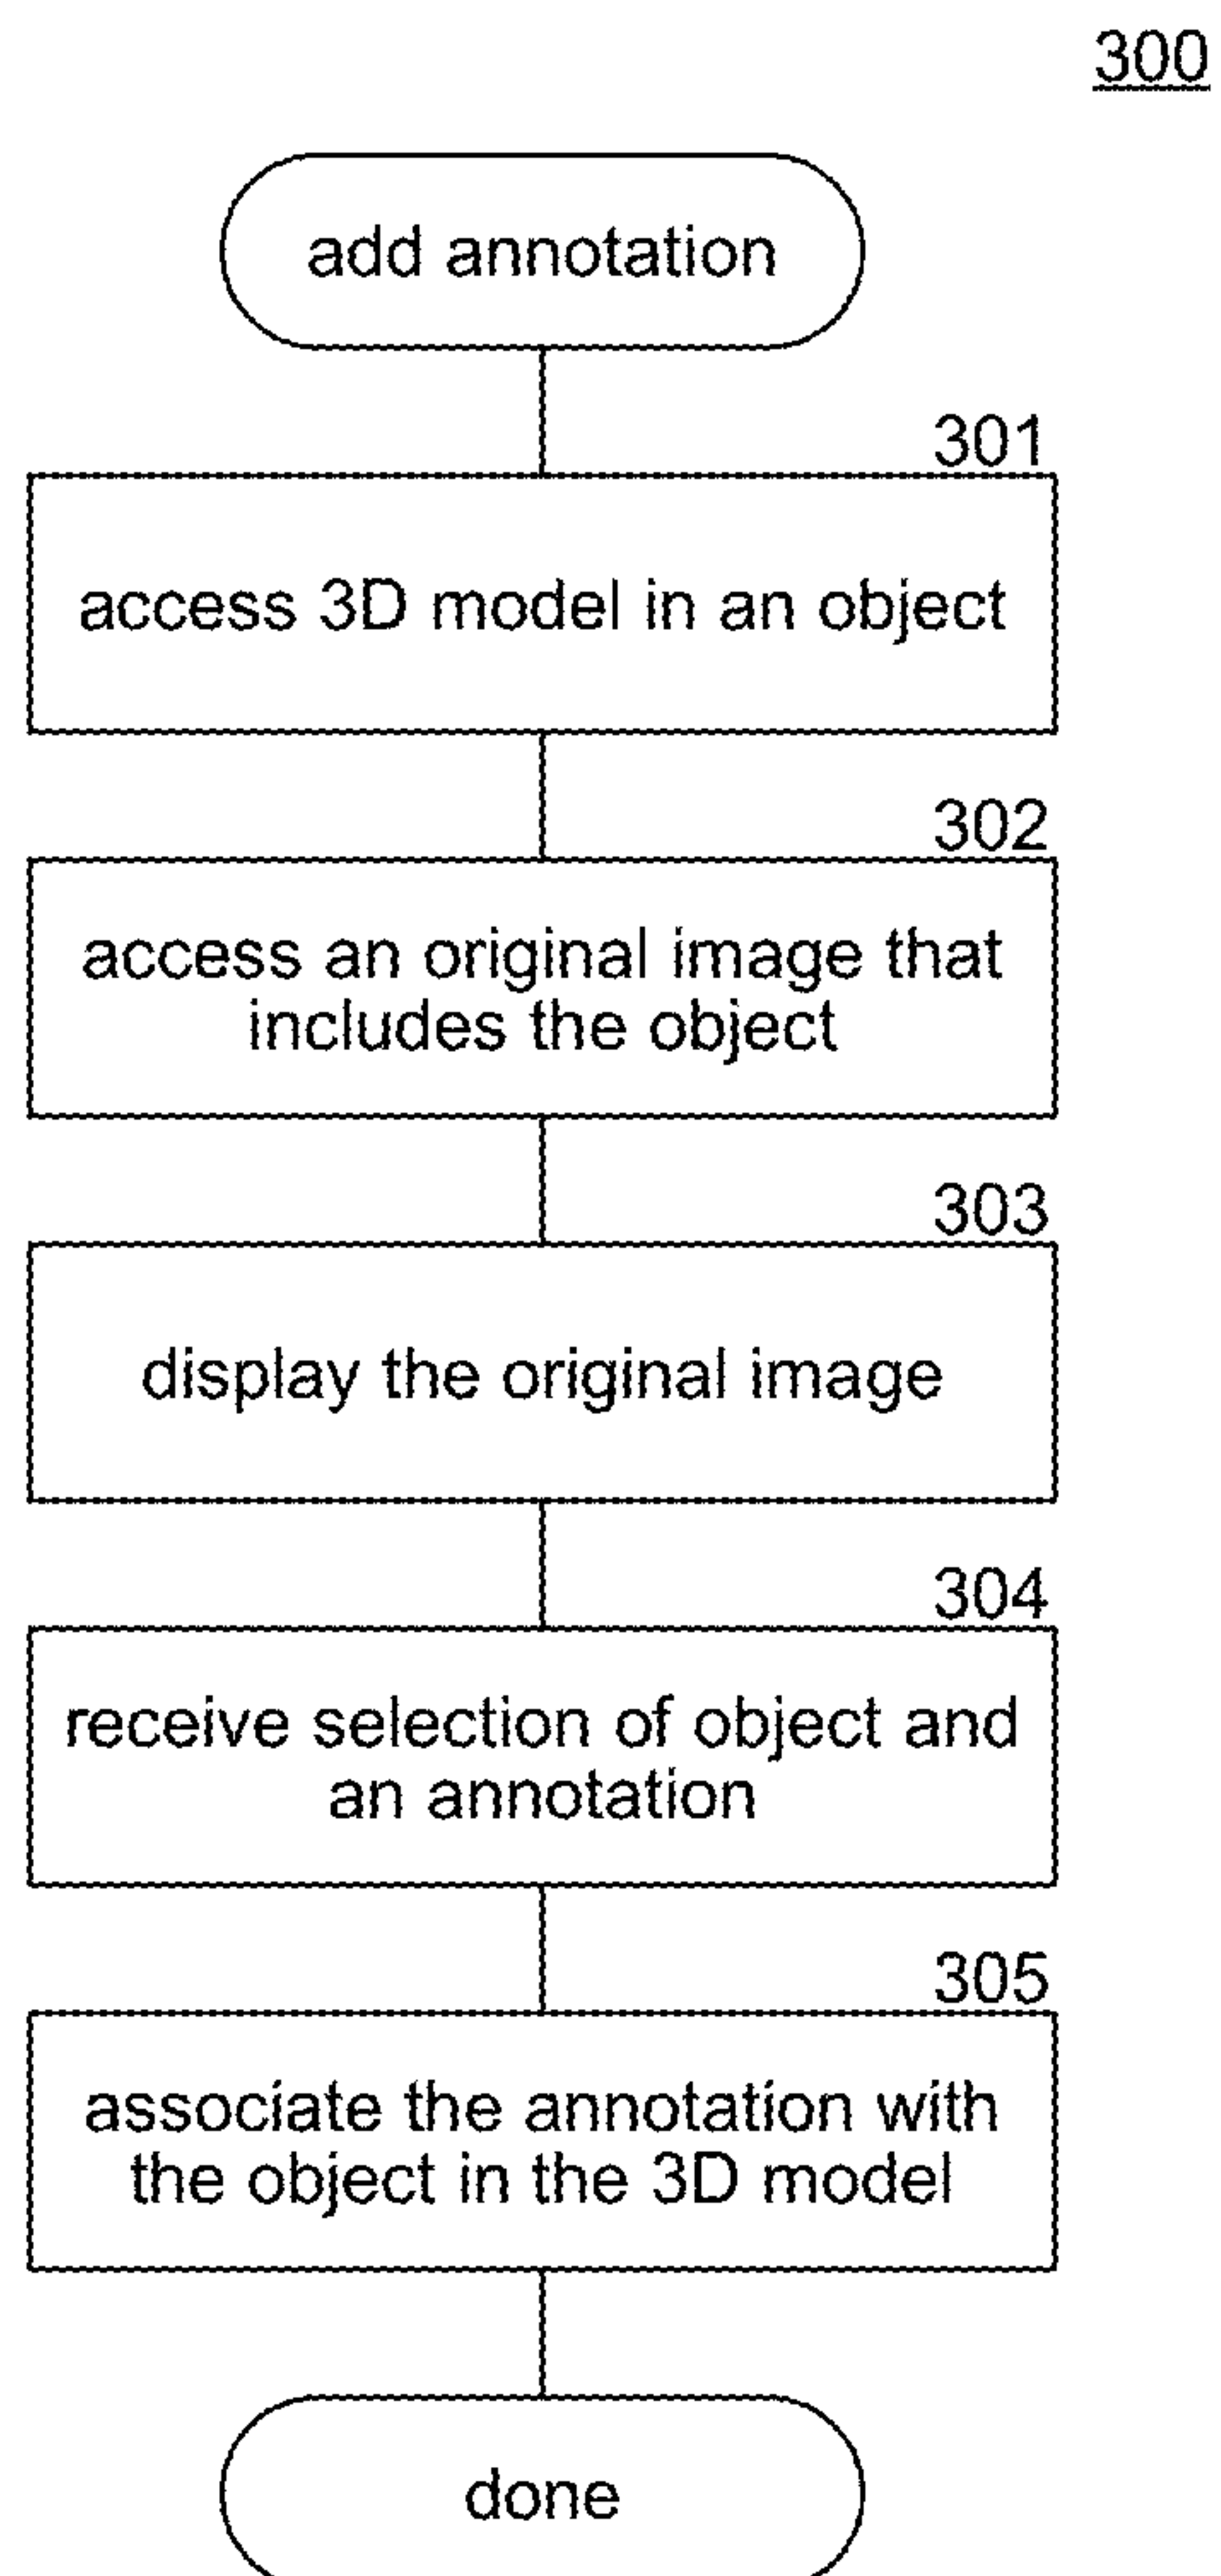 300
add annotation
301
access 3D model in an object
302
access an original image that
includes the object
303
display the original image
304
receive selection of object and
an annotation
305
associate the annotation with
the object in the 3D model
done